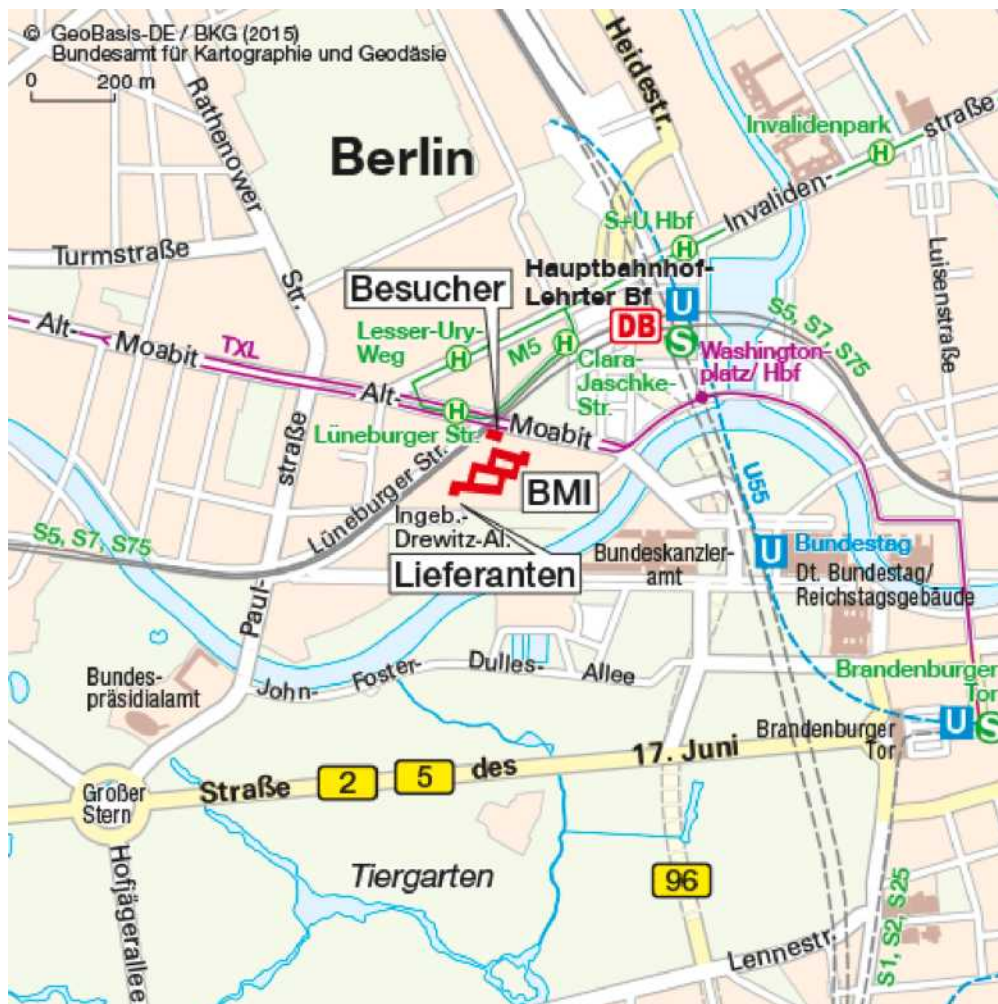 © GeoBasis-DE / BKG (2015)
Bundesamt für Kartographie und Geodäsie
0 200 m
Rathenower
Str.
Heidestr.
Berlin
Invalidenpark
H
Invaliden-
straße
S+U Hbf
H
Turmstraße
Hauptbahnhof-
Lehrter Bf
U
DB
S
Besucher
Luisenstraße
S5, S7, S75
Alt-
Moabit
TXL
Alt-
Moabit
Lesser-Ury-
Weg
H
M5
H
Clara-
Jaschke-
Str.
Washington-
platz/ Hbf
H
Lüneburger Str.
Lüneburger Str.
BMI
Ingeb.-
Drewitz-Al.
Lieferanten
U55
S5, S7, S75
Paul-
straße
Bundeskanzler-
amt
U
Bundestag
Dt. Bundestag/
Reichstagsgebäude
Bundes-
präsidialamt
John-
Foster-
Dulles-
Allee
Brandenburger
Tor
U
S
Brandenburger
Tor
Straße
2
5
des
17. Juni
Großer
Stern
Hofjägerallee
Tiergarten
96
Lennestr.
S1, S2, S25